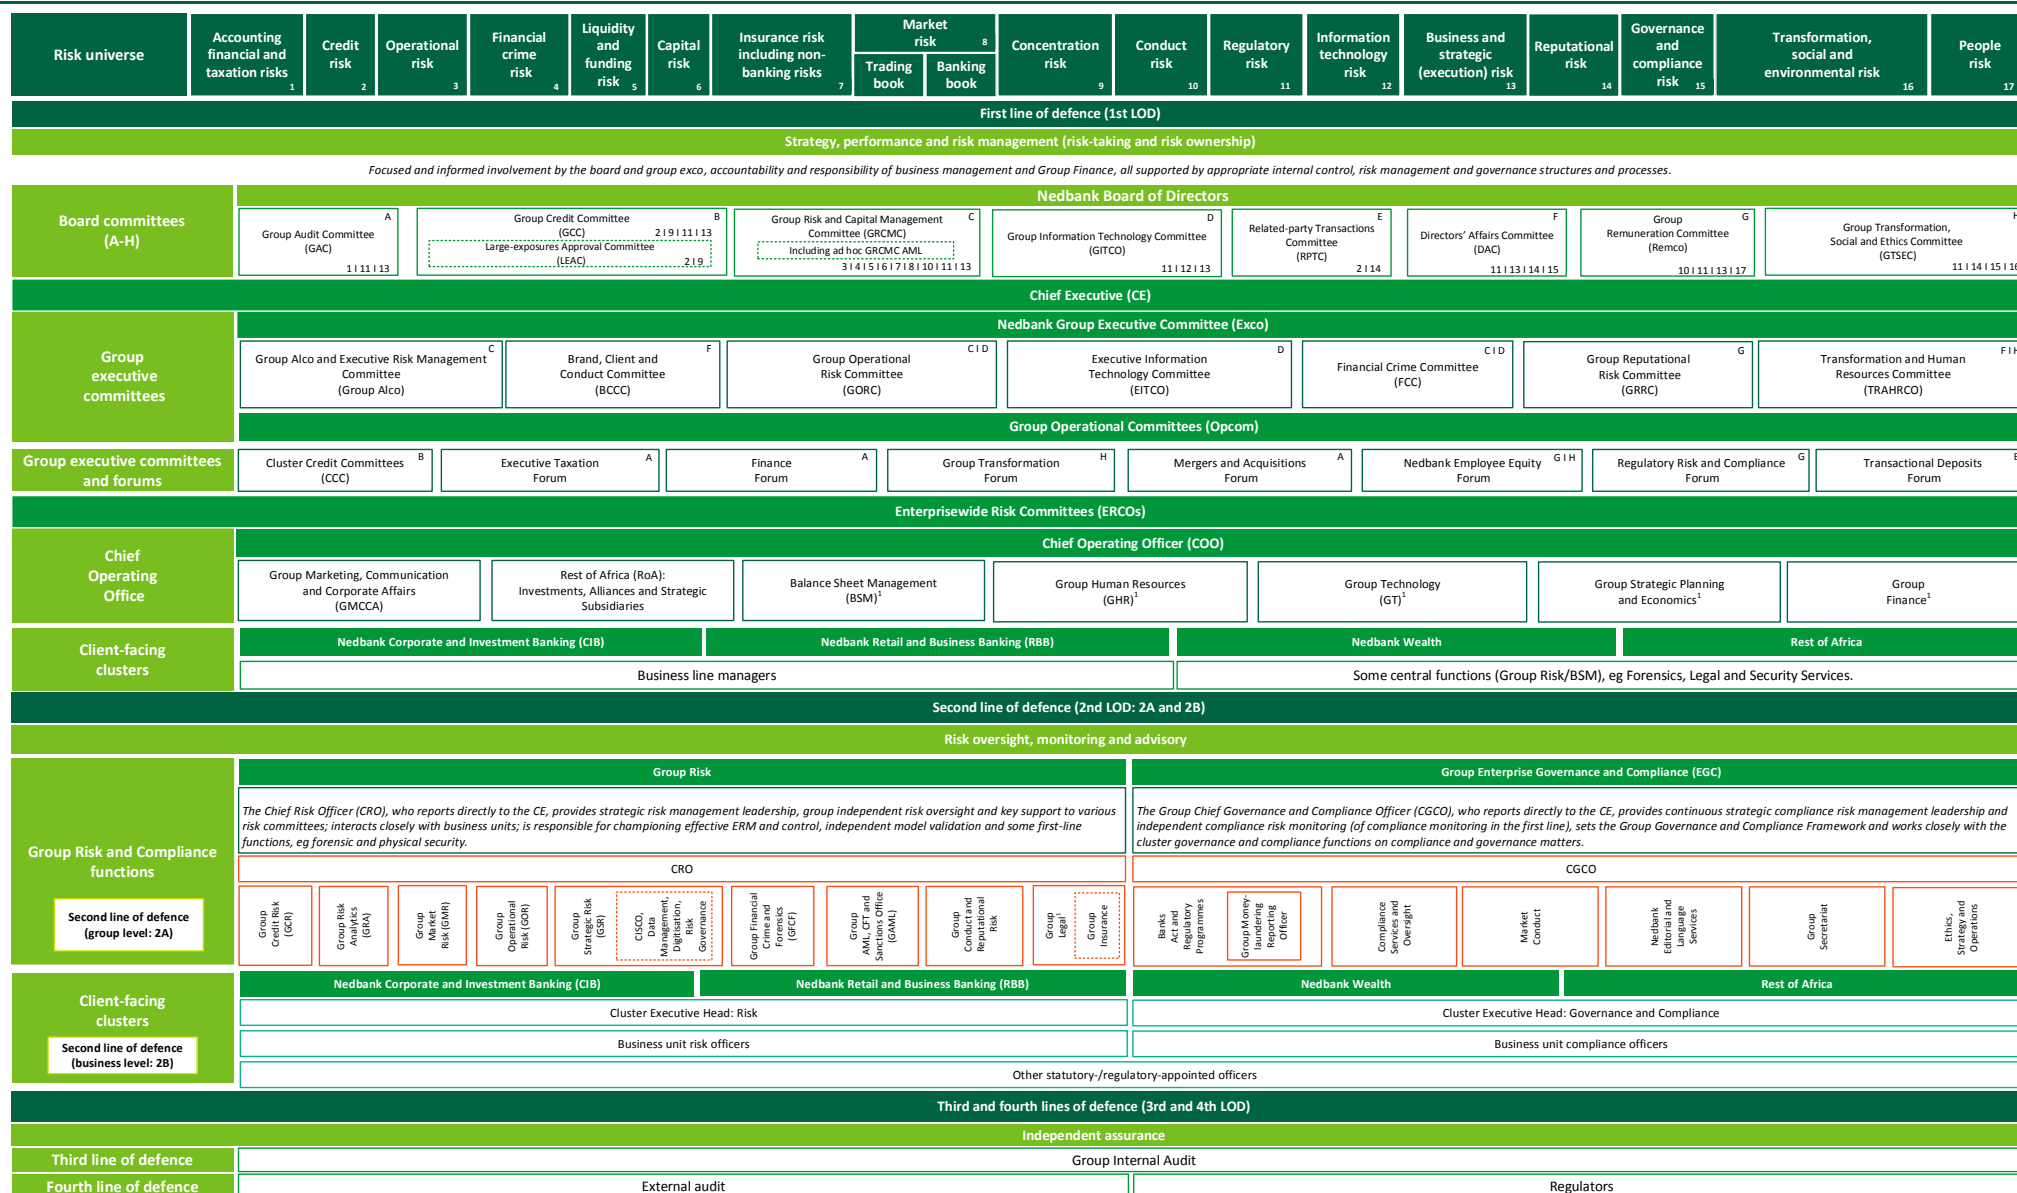 Risk universe
Accounting
financial and
taxation risks
1
Credit
risk
2
Operational
risk
3
Financial
crime
risk
4
Liquidity
and
funding
risk 5
Capital
risk
6
Insurance risk
including non-
banking risks
7
Market
risk 8
Trading
book
Banking
book
Concentration
risk
9
Conduct
risk
10
Regulatory
risk
11
Information
technology
risk
12
Business and
strategic
(execution) risk
13
Reputational
risk
14
Governance
and
compliance
risk 15
Transformation,
social and
environmental risk
16
People
risk
17
First line of defence (1st LOD)
Strategy, performance and risk management (risk-taking and risk ownership)
Focused and informed involvement by the board and group exco, accountability and responsibility of business management and Group Finance, all supported by appropriate internal control, risk management and governance structures and processes.
Board committees
(A-H)
Nedbank Board of Directors
A
Group Audit Committee
(GAC)
1 I 11 I 13
Group Credit Committee B
(GCC) 2 I 9 I 11 I 13
Large-exposures Approval Committee
(LEAC) 2 I 9
Group Risk and Capital Management C
Committee (GRCMC)
Including ad hoc GRCMC AML
3 I 4 I 5 I 6 I 7 I 8 I 10 I 11 I 13
D
Group Information Technology Committee
(GITCO)
11 I 12 I 13
E
Related-party Transactions
Committee
(RPTC)
2 I 14
F
Directors' Affairs Committee
(DAC)
11 I 13 I 14 I 15
Group G
Remuneration Committee
(Remco)
10 I 11 I 13 I 17
H
Group Transformation,
Social and Ethics Committee
(GTSEC)
11 I 14 I 15 I 16
Chief Executive (CE)
Group
executive
committees
Nedbank Group Executive Committee (Exco)
C
Group Alco and Executive Risk Management
Committee
(Group Alco)
F
Brand, Client and
Conduct Committee
(BCCC)
C I D
Group Operational
Risk Committee
(GORC)
D
Executive Information
Technology Committee
(EITCO)
C I D
Financial Crime Committee
(FCC)
G
Group Reputational
Risk Committee
(GRRC)
F I H
Transformation and Human
Resources Committee
(TRAHRCO)
Group Operational Committees (Opcom)
Group executive committees
and forums
Cluster Credit Committees B
(CCC)
Executive Taxation A
Forum
Finance A
Forum
Group Transformation H
Forum
Mergers and Acquisitions A
Forum
Nedbank Employee Equity G I H
Forum
Regulatory Risk and Compliance G
Forum
Transactional Deposits
Forum
Enterprisewide Risk Committees (ERCOs)
Chief
Operating
Office
Chief Operating Officer (COO)
Group Marketing, Communication
and Corporate Affairs
(GMCCA)
Rest of Africa (RoA):
Investments, Alliances and Strategic
Subsidiaries
Balance Sheet Management
(BSM)1
Group Human Resources
(GHR)1
Group Technology
(GT)1
Group Strategic Planning
and Economics1
Group
Finance1
Client-facing
clusters
Nedbank Corporate and Investment Banking (CIB)
Nedbank Retail and Business Banking (RBB)
Nedbank Wealth
Rest of Africa
Business line managers
Some central functions (Group Risk/BSM), eg Forensics, Legal and Security Services.
Second line of defence (2nd LOD: 2A and 2B)
Risk oversight, monitoring and advisory
Group Risk and Compliance
functions
Second line of defence
(group level: 2A)
Group Risk
The Chief Risk Officer (CRO), who reports directly to the CE, provides strategic risk management leadership, group independent risk oversight and key support to various
risk committees; interacts closely with business units; is responsible for championing effective ERM and control, independent model validation and some first-line
functions, eg forensic and physical security.
CRO
Group
Credit Risk
(GCR)
Group Risk
Analytics
(GRA)
Group
Market
Risk (GMR)
Group
Operational
Risk (GOR)
Group
Strategic Risk
(GSR)
CISCO,
Data
Management,
Digitisation,
Risk
Governance
Group Financial
Crime and
Forensics
(GFCF)
Group
AML, CFT and
Sanctions Office
(GAML)
Group
Conduct and
Reputational
Risk
Group
Legal1
Group
Insurance
Group Enterprise Governance and Compliance (EGC)
The Group Chief Governance and Compliance Officer (CGCO), who reports directly to the CE, provides continuous strategic compliance risk management leadership and
independent compliance risk monitoring (of compliance monitoring in the first line), sets the Group Governance and Compliance Framework and works closely with the
cluster governance and compliance functions on compliance and governance matters.
CGCO
Banks
Act and
Regulatory
Programmes
Group Money-
laundering
Reporting
Officer
Compliance
Services and
Oversight
Market
Conduct
Nedbank
Editorial and
Language
Services
Group
Secretariat
Ethics,
Strategy and
Operations
Client-facing
clusters
Second line of defence
(business level: 2B)
Nedbank Corporate and Investment Banking (CIB)
Nedbank Retail and Business Banking (RBB)
Nedbank Wealth
Rest of Africa
Cluster Executive Head: Risk
Cluster Executive Head: Governance and Compliance
Business unit risk officers
Business unit compliance officers
Other statutory-/regulatory-appointed officers
Third and fourth lines of defence (3rd and 4th LOD)
Independent assurance
Third line of defence
Group Internal Audit
Fourth line of defence
External audit
Regulators